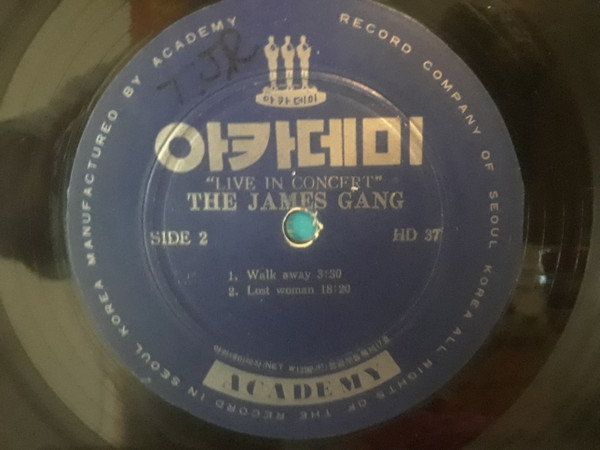 MANUFACTURED BY ACADEMY RECORD COMPANY OF SEOUL KOREA ALL RIGHTS OF THE RECORD IN SEOUL KOREA
T. JR
아카데미
아카데미
"LIVE IN CONCERT"
THE JAMES GANG
SIDE 2
HD 37
1. Walk away 3:30
2. Lost woman 18:20
ACADEMY